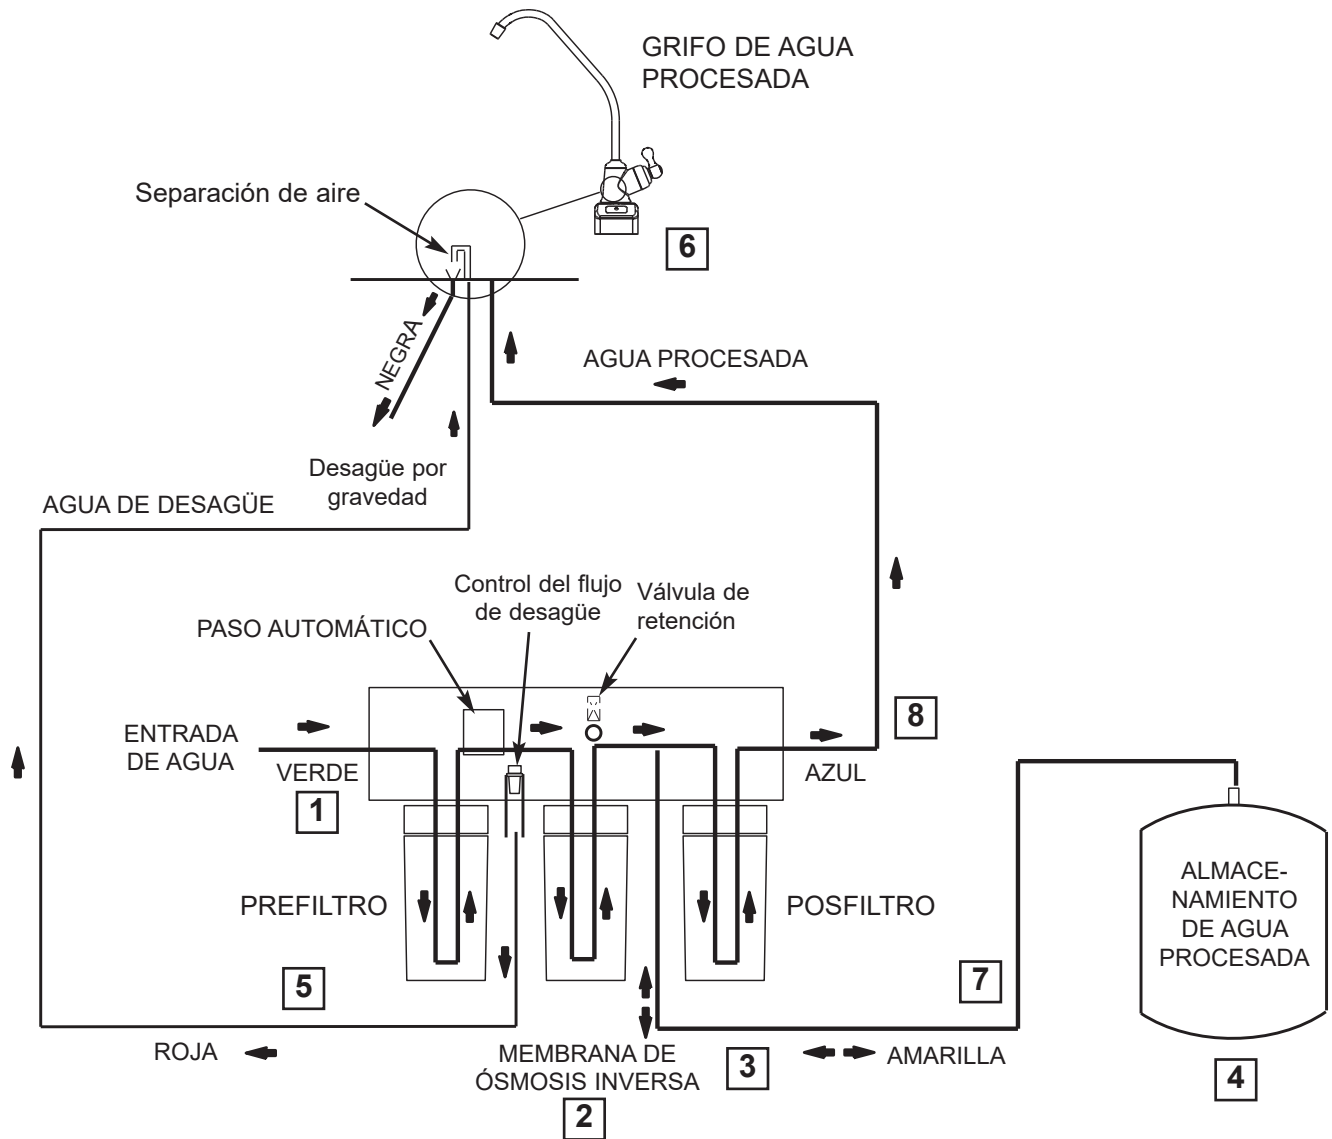 GRIFO DE AGUA
PROCESADA
Separación de aire
6
NEGRA
AGUA PROCESADA
Desagüe por
gravedad
AGUA DE DESAGÜE
Control del flujo
de desagüe
Válvula de
retención
PASO AUTOMÁTICO
ENTRADA
DE AGUA
VERDE
1
8
AZUL
PREFILTRO
POSFILTRO
ALMACE-
NAMIENTO
DE AGUA
PROCESADA
5
7
ROJA
MEMBRANA DE
ÓSMOSIS INVERSA
2
3
AMARILLA
4